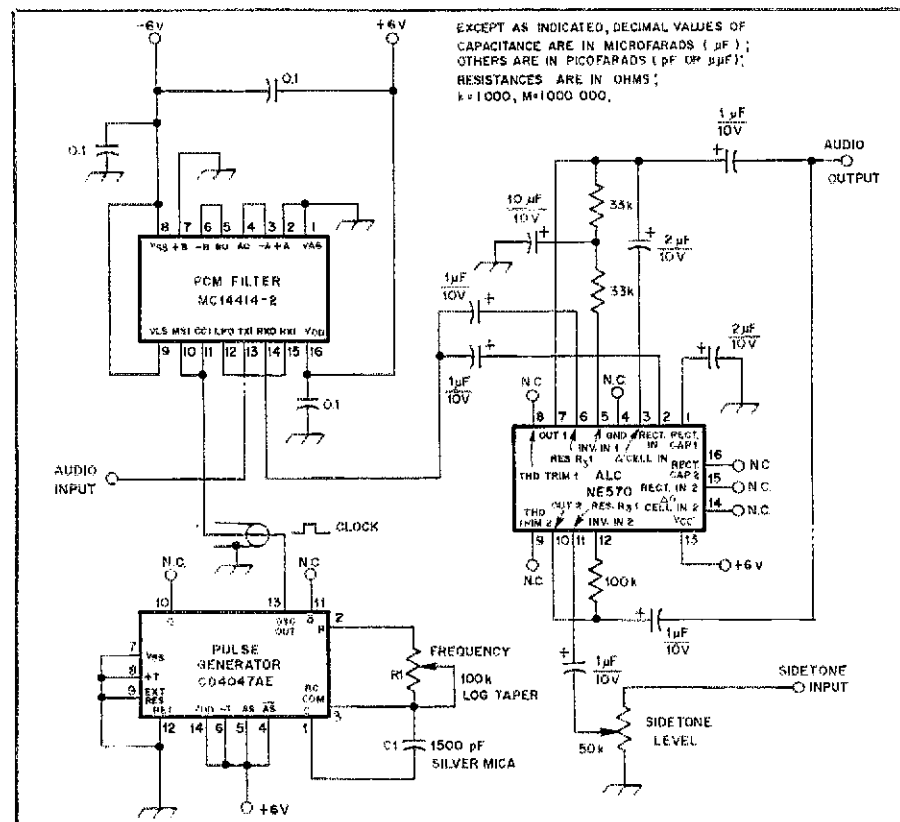 -6V
+6V
EXCEPT AS INDICATED, DECIMAL VALUES OF
CAPACITANCE ARE IN MICROFARADS (µF);
OTHERS ARE IN PICOFARADS (pF OR µµF);
RESISTANCES ARE IN OHMS;
k=1000, M=1000 000.
0.1
0.1
1µF
10V
AUDIO
OUTPUT
33k
10µF
10V
2µF
10V
33k
8 7 6 5 4 3 2 1
VSS +B -B BO AO -A +A VAG
PCM FILTER
MC14414-2
VLS MSI CCI LPO TXI RXO RXI VDD
9 10 11 12 13 14 15 16
0.1
1µF
10V
1µF
10V
2µF
10V
N.C.
N.C.
8 7 6 5 4 3 2 1
OUT 1
INV. IN 1
GND
RECT. IN
RECT. CAP 1
THD TRIM 1
RES R3 1
ΔCELL IN
ALC
NE570
RECT. CAP 2
16
N.C
RECT. IN 2
15
N.C.
ΔG
CELL IN 2
14
N.C.
THD
TRIM 2
OUT 2
RES. R3 1
INV. IN 2
VCC
9 10 11 12 13
N.C
+6V
100k
1µF
10V
1µF
10V
AUDIO
INPUT
CLOCK
N.C.
N.C.
10 13 11
Q
OSC
OUT
Q
R
2
PULSE
GENERATOR
CD4047AE
7 VSS
8 +T
9 EXT
RES
RET
RC
COM
C
3
12 14 6 5 4 1
VDD -T AS AS
+6V
FREQUENCY
R1
100k
LOG TAPER
C1
1500 pF
SILVER MICA
SIDETONE
INPUT
SIDETONE
LEVEL
50k